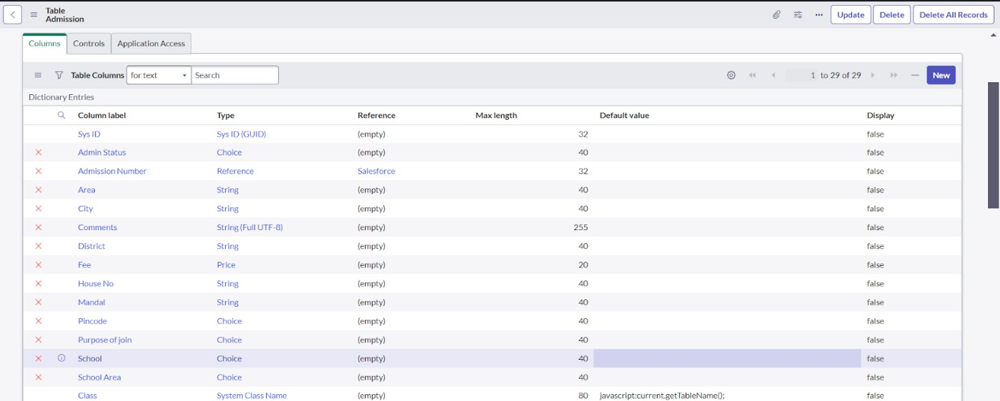 Table
Admission
... Update Delete Delete All Records
Columns Controls Application Access
Table Columns for text Search 1 to 29 of 29 New
Dictionary Entries
Column label Type Reference Max length Default value Display
Sys ID Sys ID (GUID) (empty) 32 false
Admin Status Choice (empty) 40 false
Admission Number Reference Salesforce 32 false
Area String (empty) 40 false
City String (empty) 40 false
Comments String (Full UTF-8) (empty) 255 false
District String (empty) 40 false
Fee Price (empty) 20 false
House No String (empty) 40 false
Mandal String (empty) 40 false
Pincode Choice (empty) 40 false
Purpose of join Choice (empty) 40 false
School Choice (empty) 40 false
School Area Choice (empty) 40 false
Class System Class Name (empty) 80 javascript:current.getTableName(); false